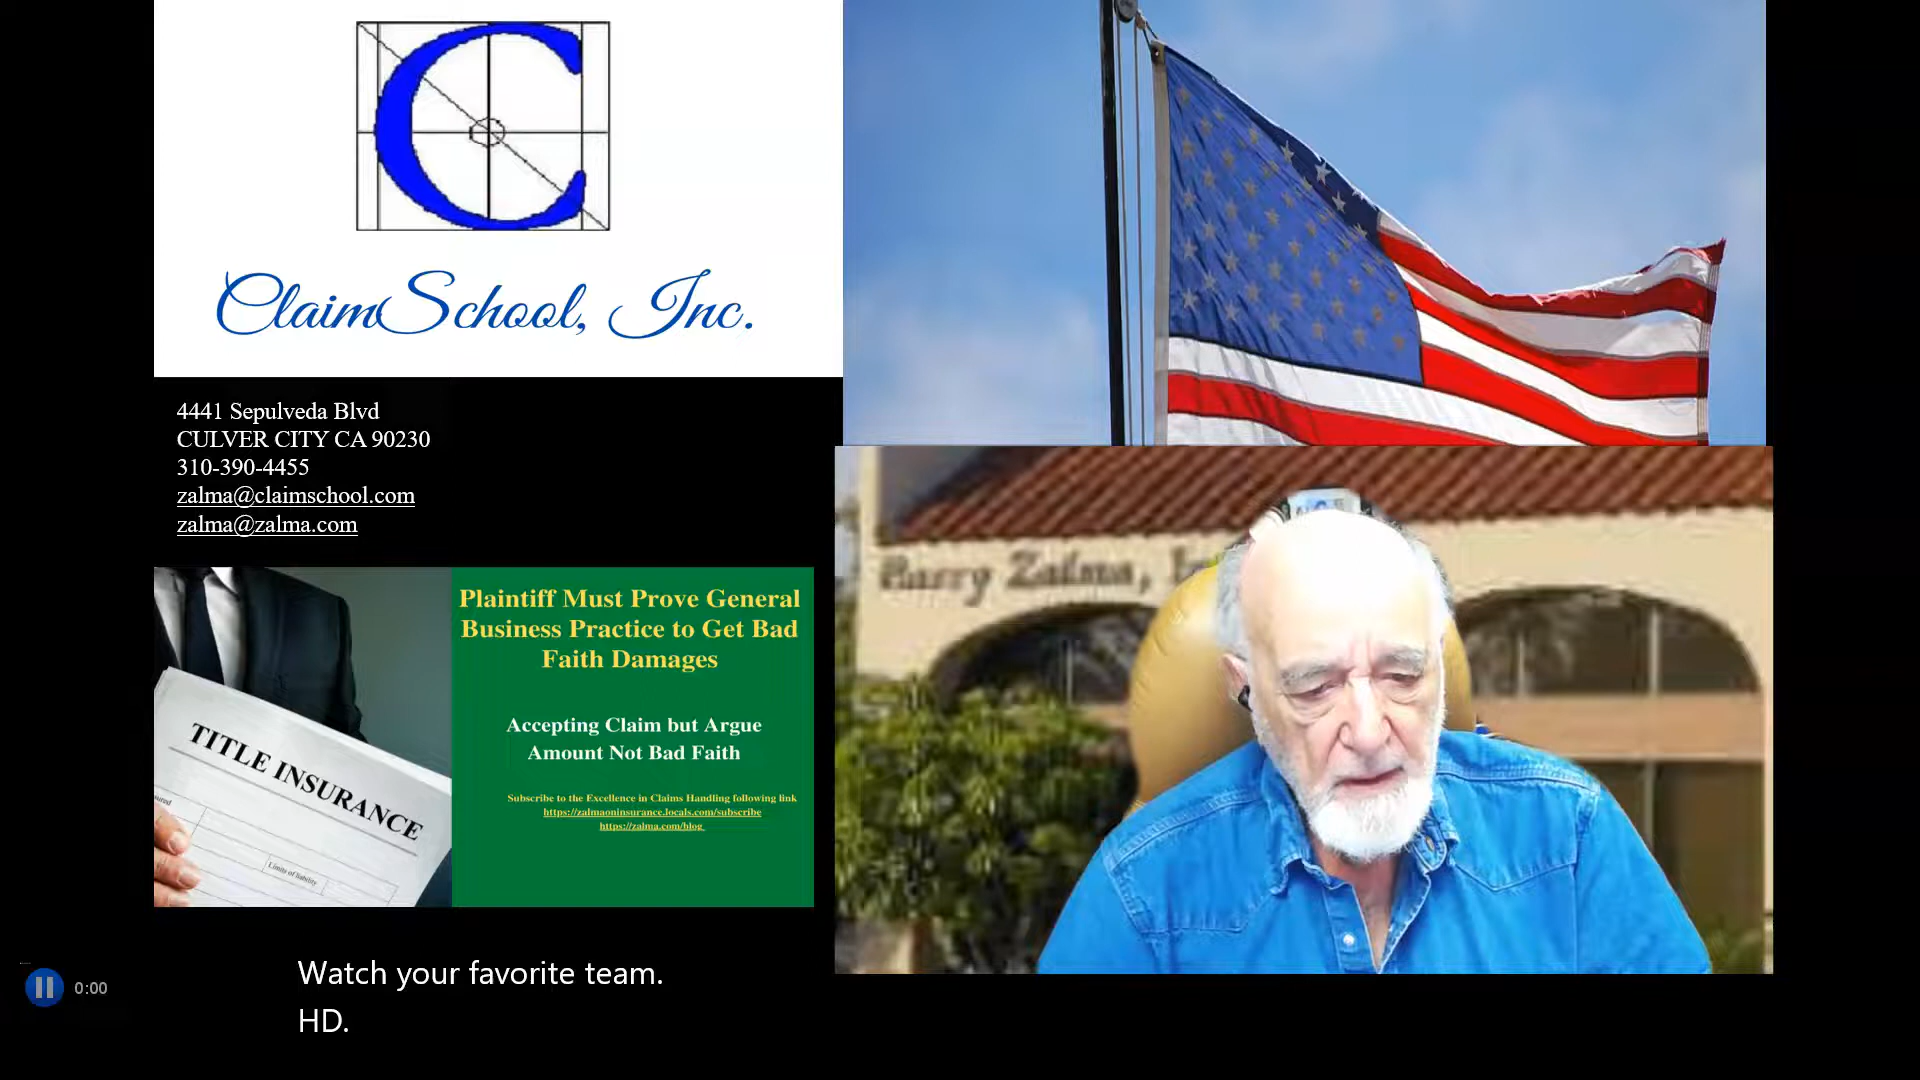 C
ClaimSchool, Inc.
4441 Sepulveda Blvd
CULVER CITY CA 90230
310-390-4455
zalma@claimschool.com
zalma@zalma.com
TITLE INSURANCE
Limits of liability
Plaintiff Must Prove General
Business Practice to Get Bad
Faith Damages
Accepting Claim but Argue
Amount Not Bad Faith
Subscribe to the Excellence in Claims Handling following link
https://zalmaoninsurance.locals.com/subscribe
https://zalma.com/blog
Barry Zalma,
0:00
Watch your favorite team.
HD.